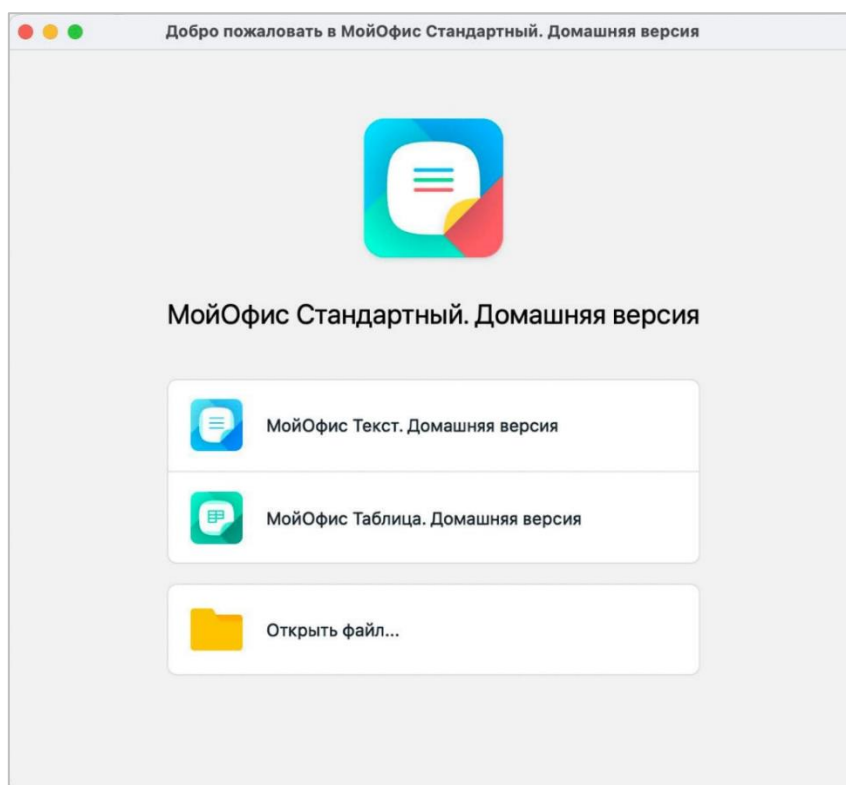 Добро пожаловать в МойОфис Стандартный. Домашняя версия
МойОфис Стандартный. Домашняя версия
МойОфис Текст. Домашняя версия
МойОфис Таблица. Домашняя версия
Открыть файл...